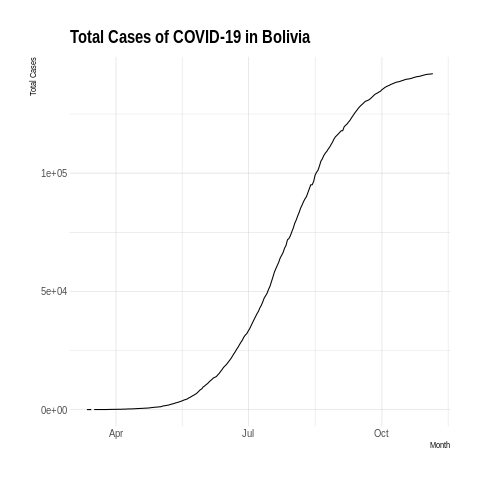 Total Cases of COVID-19 in Bolivia
Total Cases
1e+05
5e+04
0e+00
Apr Jul Oct
Month